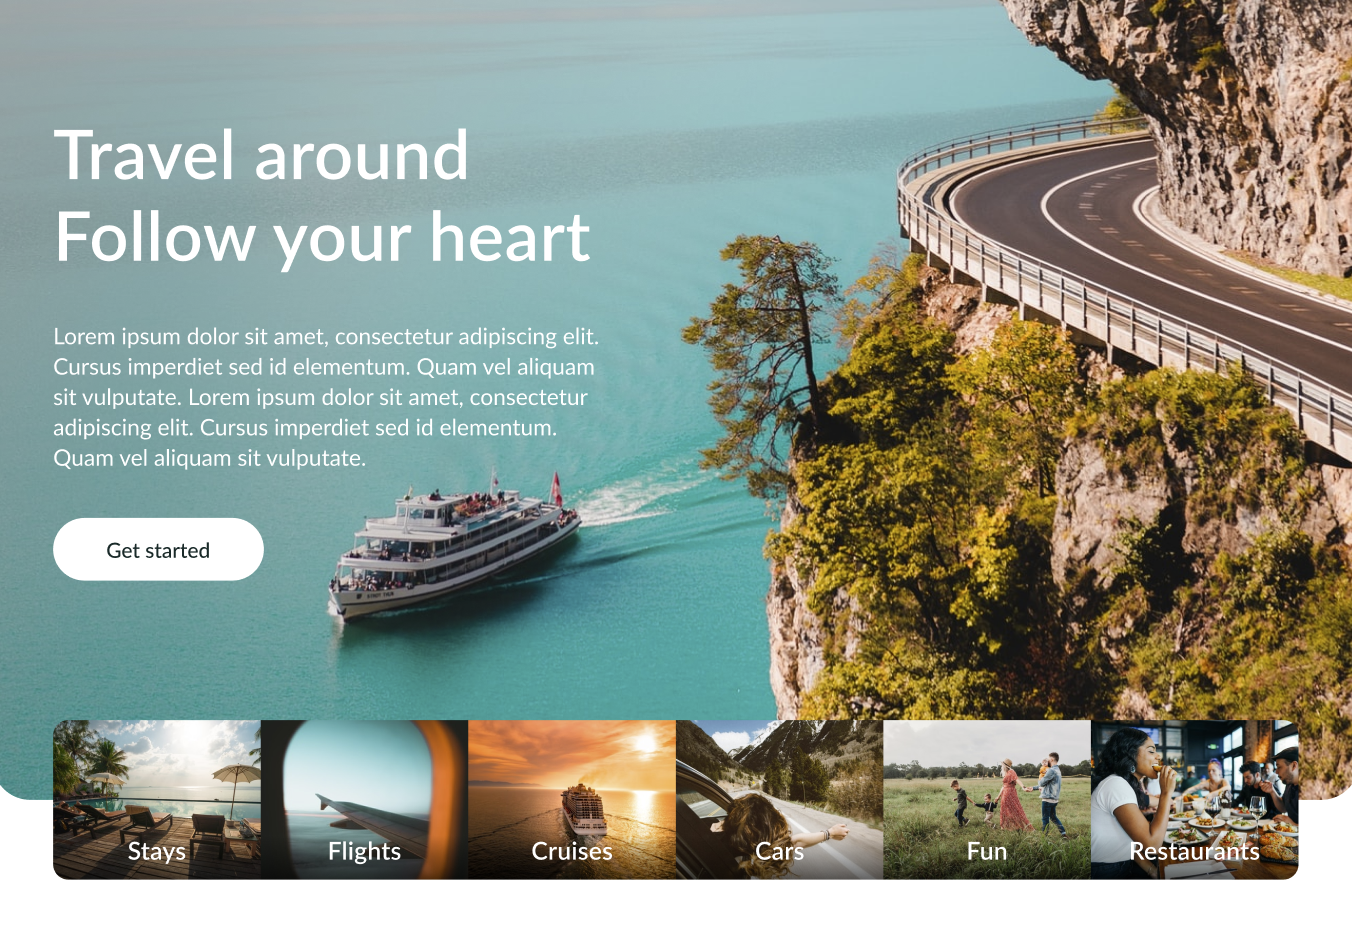 Travel around
Follow your heart
Lorem ipsum dolor sit amet, consectetur adipiscing elit.
Cursus imperdiet sed id elementum. Quam vel aliquam
sit vulputate. Lorem ipsum dolor sit amet, consectetur
adipiscing elit. Cursus imperdiet sed id elementum.
Quam vel aliquam sit vulputate.
Get started
Stays
Flights
Cruises
Cars
Fun
Restaurants